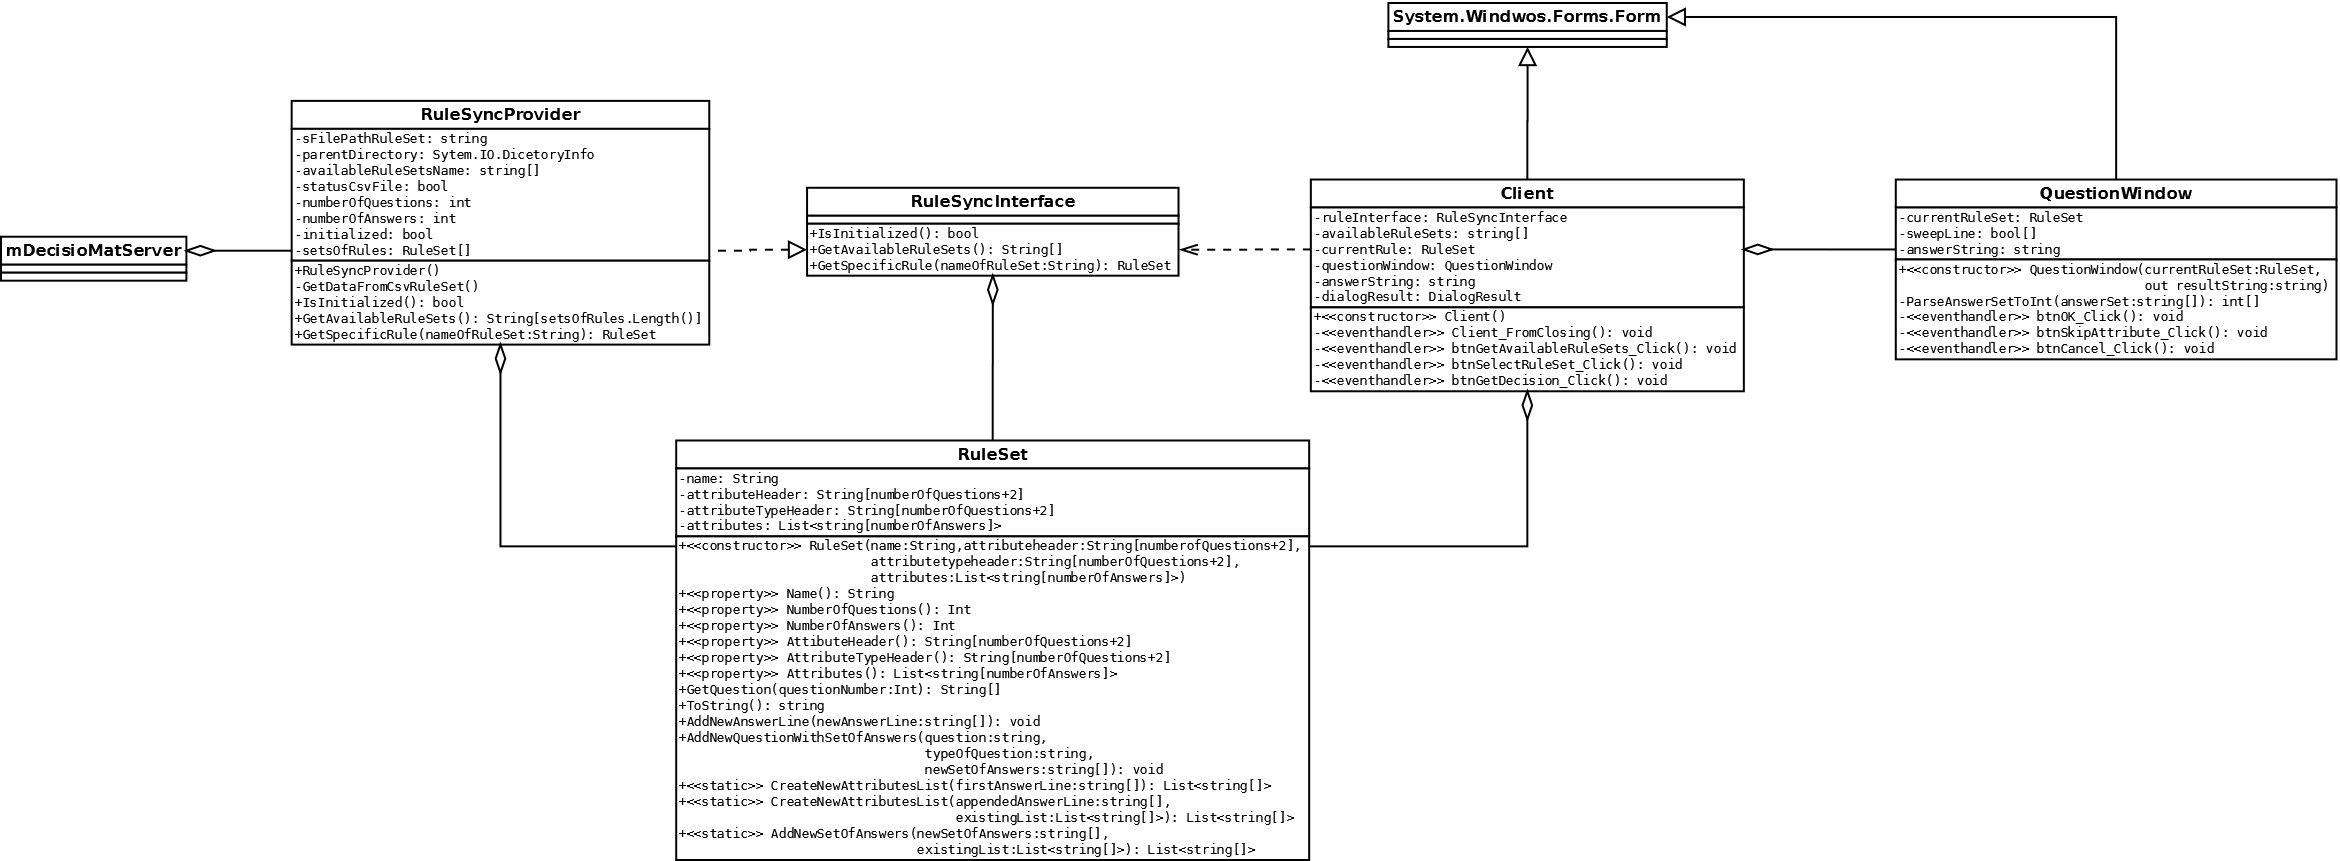 System.Windwos.Forms.Form
mDecisioMatServer
RuleSyncProvider
-sFilePathRuleSet: string
-parentDirectory: Sytem.IO.DicetoryInfo
-availableRuleSetsName: string[]
-statusCsvFile: bool
-numberOfQuestions: int
-numberOfAnswers: int
-initialized: bool
-setsOfRules: RuleSet[]
+RuleSyncProvider()
-GetDataFromCsvRuleSet()
+IsInitialized(): bool
+GetAvailableRuleSets(): String[setsOfRules.Length()]
+GetSpecificRule(nameOfRuleSet:String): RuleSet
RuleSyncInterface
+IsInitialized(): bool
+GetAvailableRuleSets(): String[]
+GetSpecificRule(nameOfRuleSet:String): RuleSet
Client
-ruleInterface: RuleSyncInterface
-availableRuleSets: string[]
-currentRule: RuleSet
-questionWindow: QuestionWindow
-answerString: string
-dialogResult: DialogResult
+<<constructor>> Client()
-<<eventhandler>> Client_FromClosing(): void
-<<eventhandler>> btnGetAvailableRuleSets_Click(): void
-<<eventhandler>> btnSelectRuleSet_Click(): void
-<<eventhandler>> btnGetDecision_Click(): void
QuestionWindow
-currentRuleSet: RuleSet
-sweepLine: bool[]
-answerString: string
+<<constructor>> QuestionWindow(currentRuleSet:RuleSet,
out resultString:string)
-ParseAnswerSetToInt(answerSet:string[]): int[]
-<<eventhandler>> btnOK_Click(): void
-<<eventhandler>> btnSkipAttribute_Click(): void
-<<eventhandler>> btnCancel_Click(): void
RuleSet
-name: String
-attributeHeader: String[numberOfQuestions+2]
-attributeTypeHeader: String[numberOfQuestions+2]
-attributes: List<string[numberOfAnswers]>
+<<constructor>> RuleSet(name:String,attributeheader:String[numberofQuestions+2],
attributetypeheader:String[numberOfQuestions+2],
attributes:List<string[numberOfAnswers]>)
+<<property>> Name(): String
+<<property>> NumberOfQuestions(): Int
+<<property>> NumberOfAnswers(): Int
+<<property>> AttibuteHeader(): String[numberOfQuestions+2]
+<<property>> AttributeTypeHeader(): String[numberOfQuestions+2]
+<<property>> Attributes(): List<string[numberOfAnswers]>
+GetQuestion(questionNumber:Int): String[]
+ToString(): string
+AddNewAnswerLine(newAnswerLine:string[]): void
+AddNewQuestionWithSetOfAnswers(question:string,
typeOfQuestion:string,
newSetOfAnswers:string[]): void
+<<static>> CreateNewAttributesList(firstAnswerLine:string[]): List<string[]>
+<<static>> CreateNewAttributesList(appendedAnswerLine:string[],
existingList:List<string[]>): List<string[]>
+<<static>> AddNewSetOfAnswers(newSetOfAnswers:string[],
existingList:List<string[]>): List<string[]>